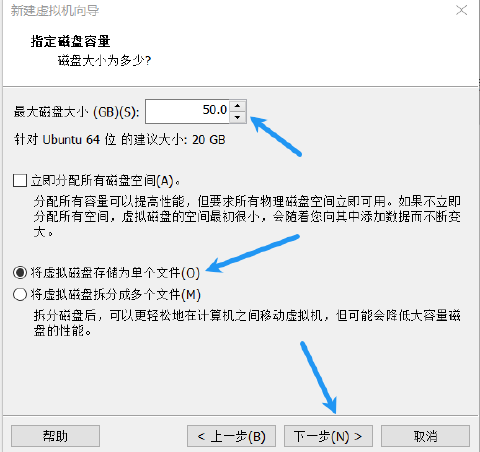 新建虚拟机向导
指定磁盘容量
磁盘大小为多少?
最大磁盘大小 (GB)(S): 50.0
针对 Ubuntu 64 位 的建议大小: 20 GB
立即分配所有磁盘空间(A)。
分配所有容量可以提高性能，但要求所有物理磁盘空间立即可用。如果不立即
分配所有空间，虚拟磁盘的空间最初很小，会随着您向其中添加数据而不断变
大。
将虚拟磁盘存储为单个文件(O)
将虚拟磁盘拆分成多个文件(M)
拆分磁盘后，可以更轻松地在计算机之间移动虚拟机，但可能会降低大容量磁
盘的性能。
帮助 < 上一步(B) 下一步(N) > 取消